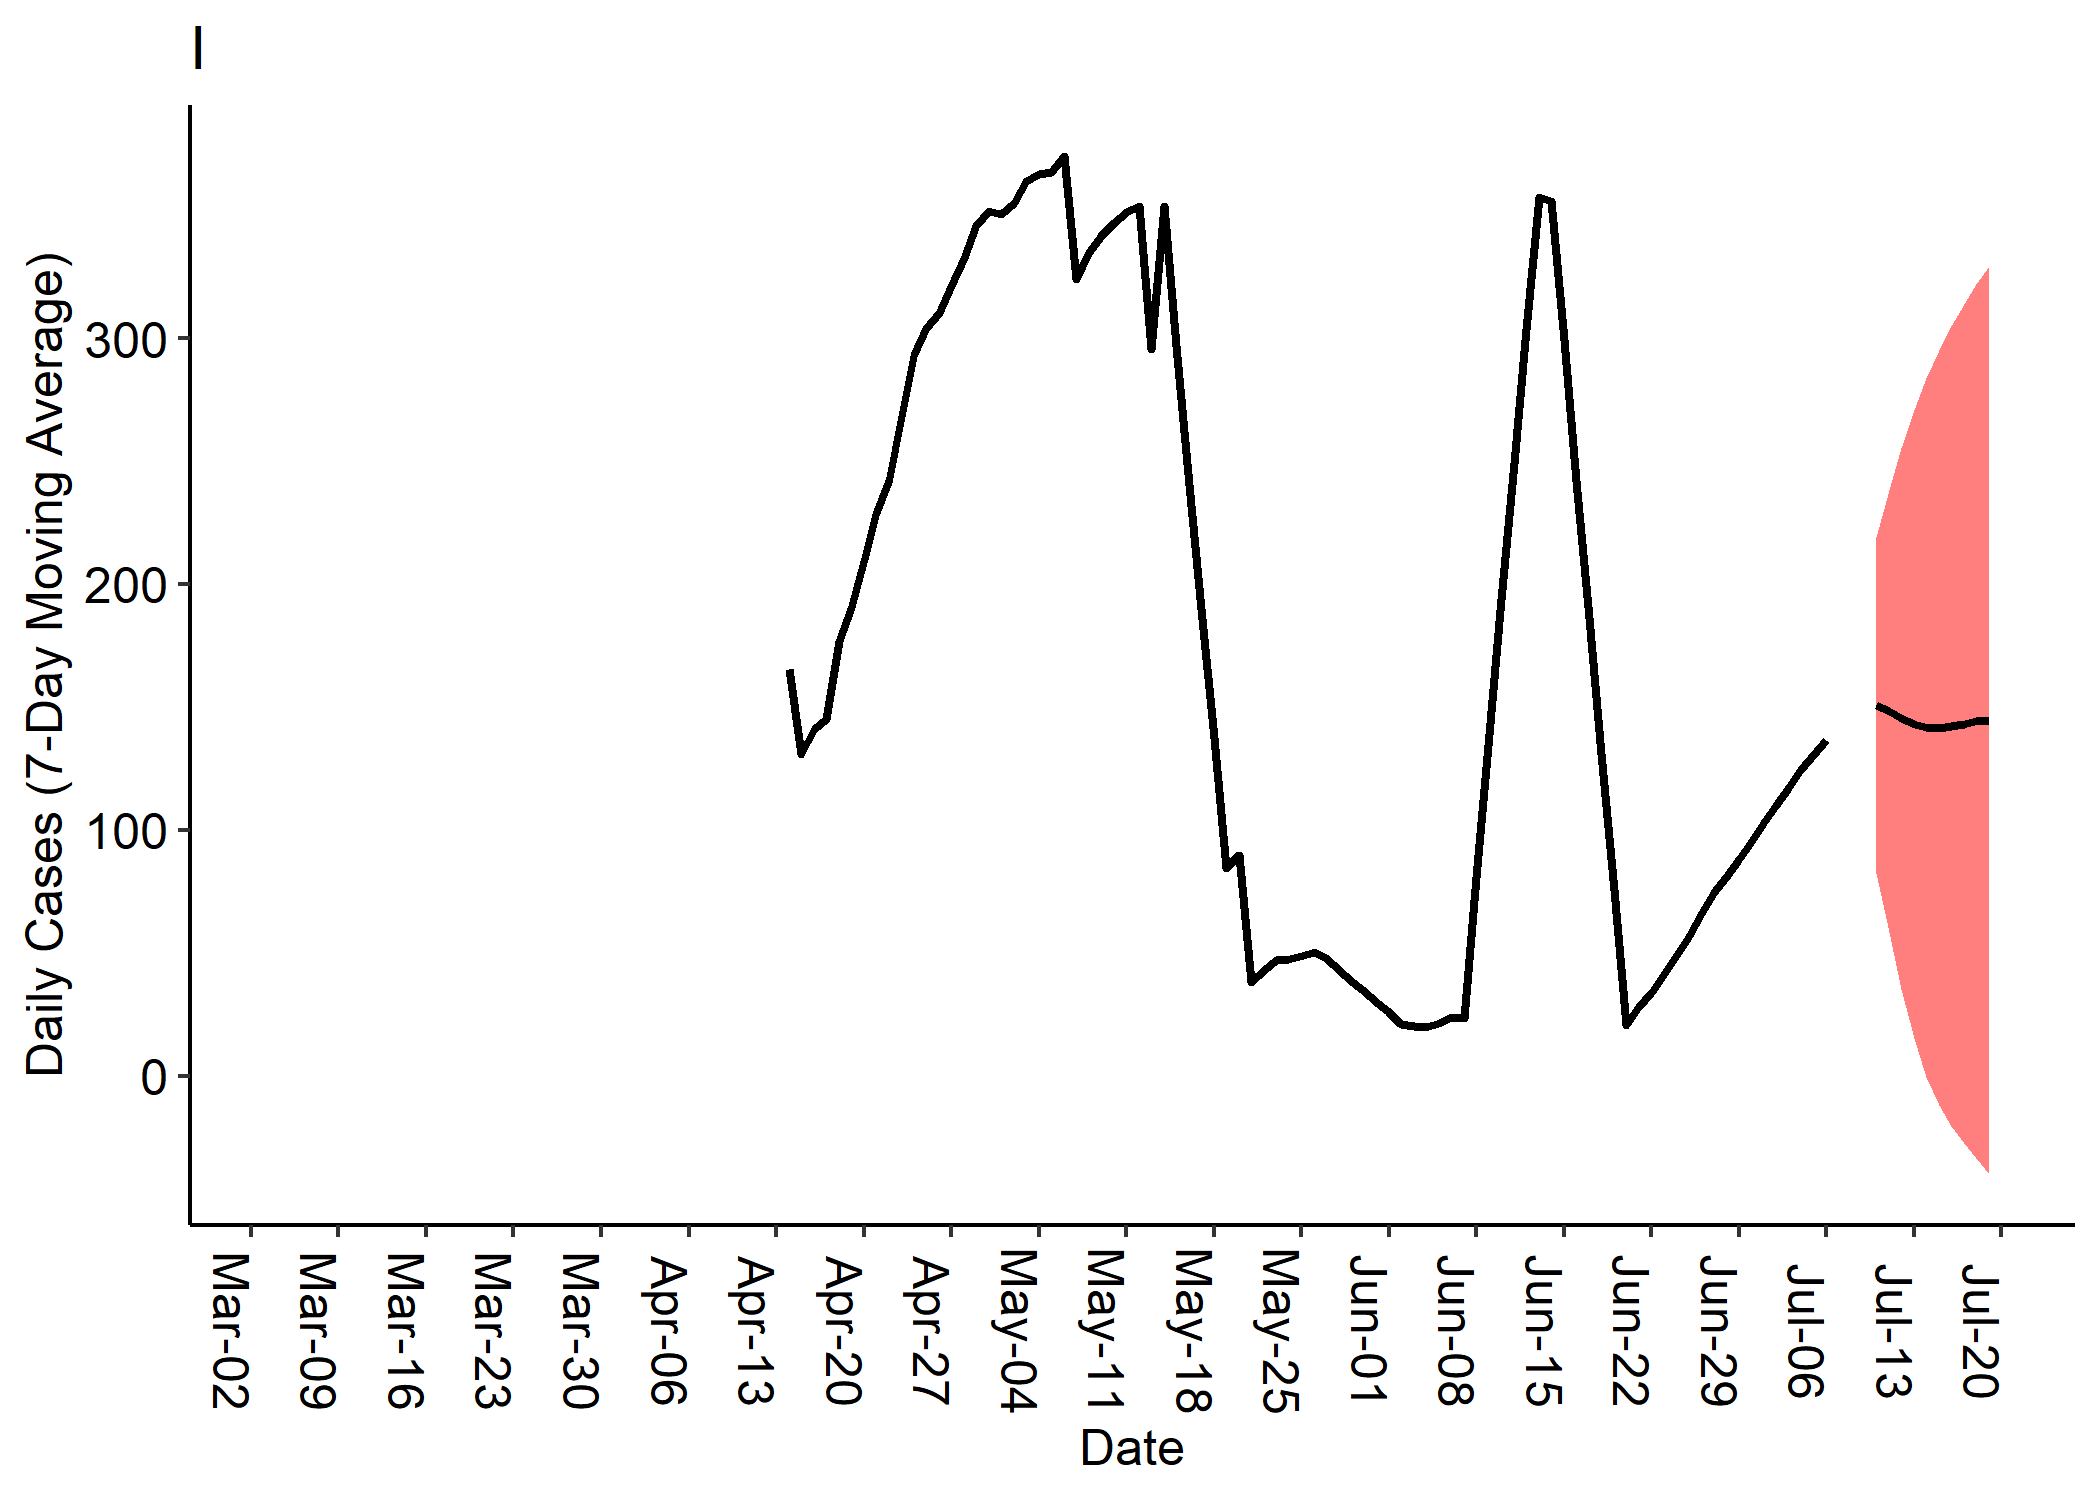 I
Daily Cases (7-Day Moving Average)
300
200
100
0
Mar-02
Mar-09
Mar-16
Mar-23
Mar-30
Apr-06
Apr-13
Apr-20
Apr-27
May-04
May-11
May-18
May-25
Jun-01
Jun-08
Jun-15
Jun-22
Jun-29
Jul-06
Jul-13
Jul-20
Date